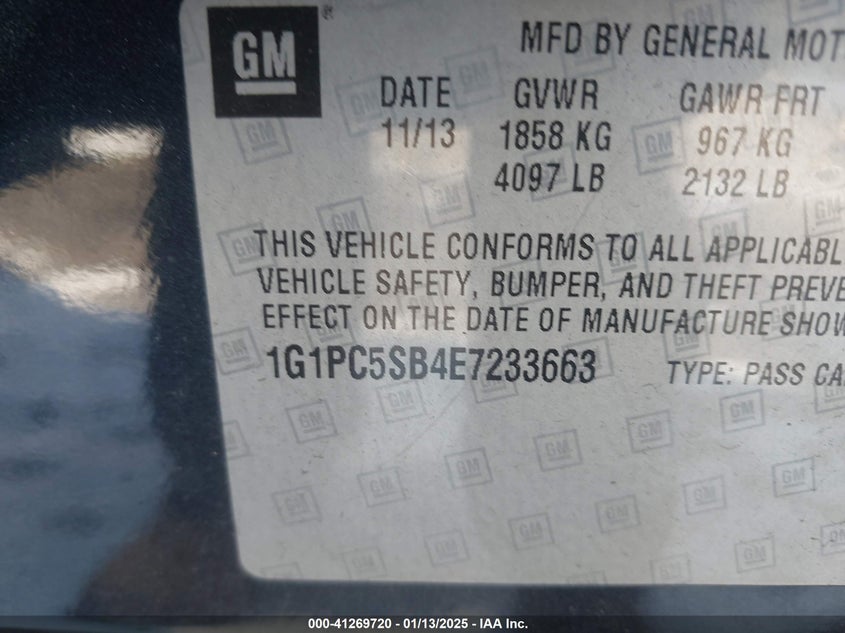 GM
MFD BY GENERAL MOT
DATE GVWR GAWR FRT
11/13 1858 KG 967 KG
4097 LB 2132 LB
THIS VEHICLE CONFORMS TO ALL APPLICABL
VEHICLE SAFETY, BUMPER, AND THEFT PREVE
EFFECT ON THE DATE OF MANUFACTURE SHOW
1G1PC5SB4E7233663 TYPE: PASS CA
000-41269720 - 01/13/2025 - IAA Inc.